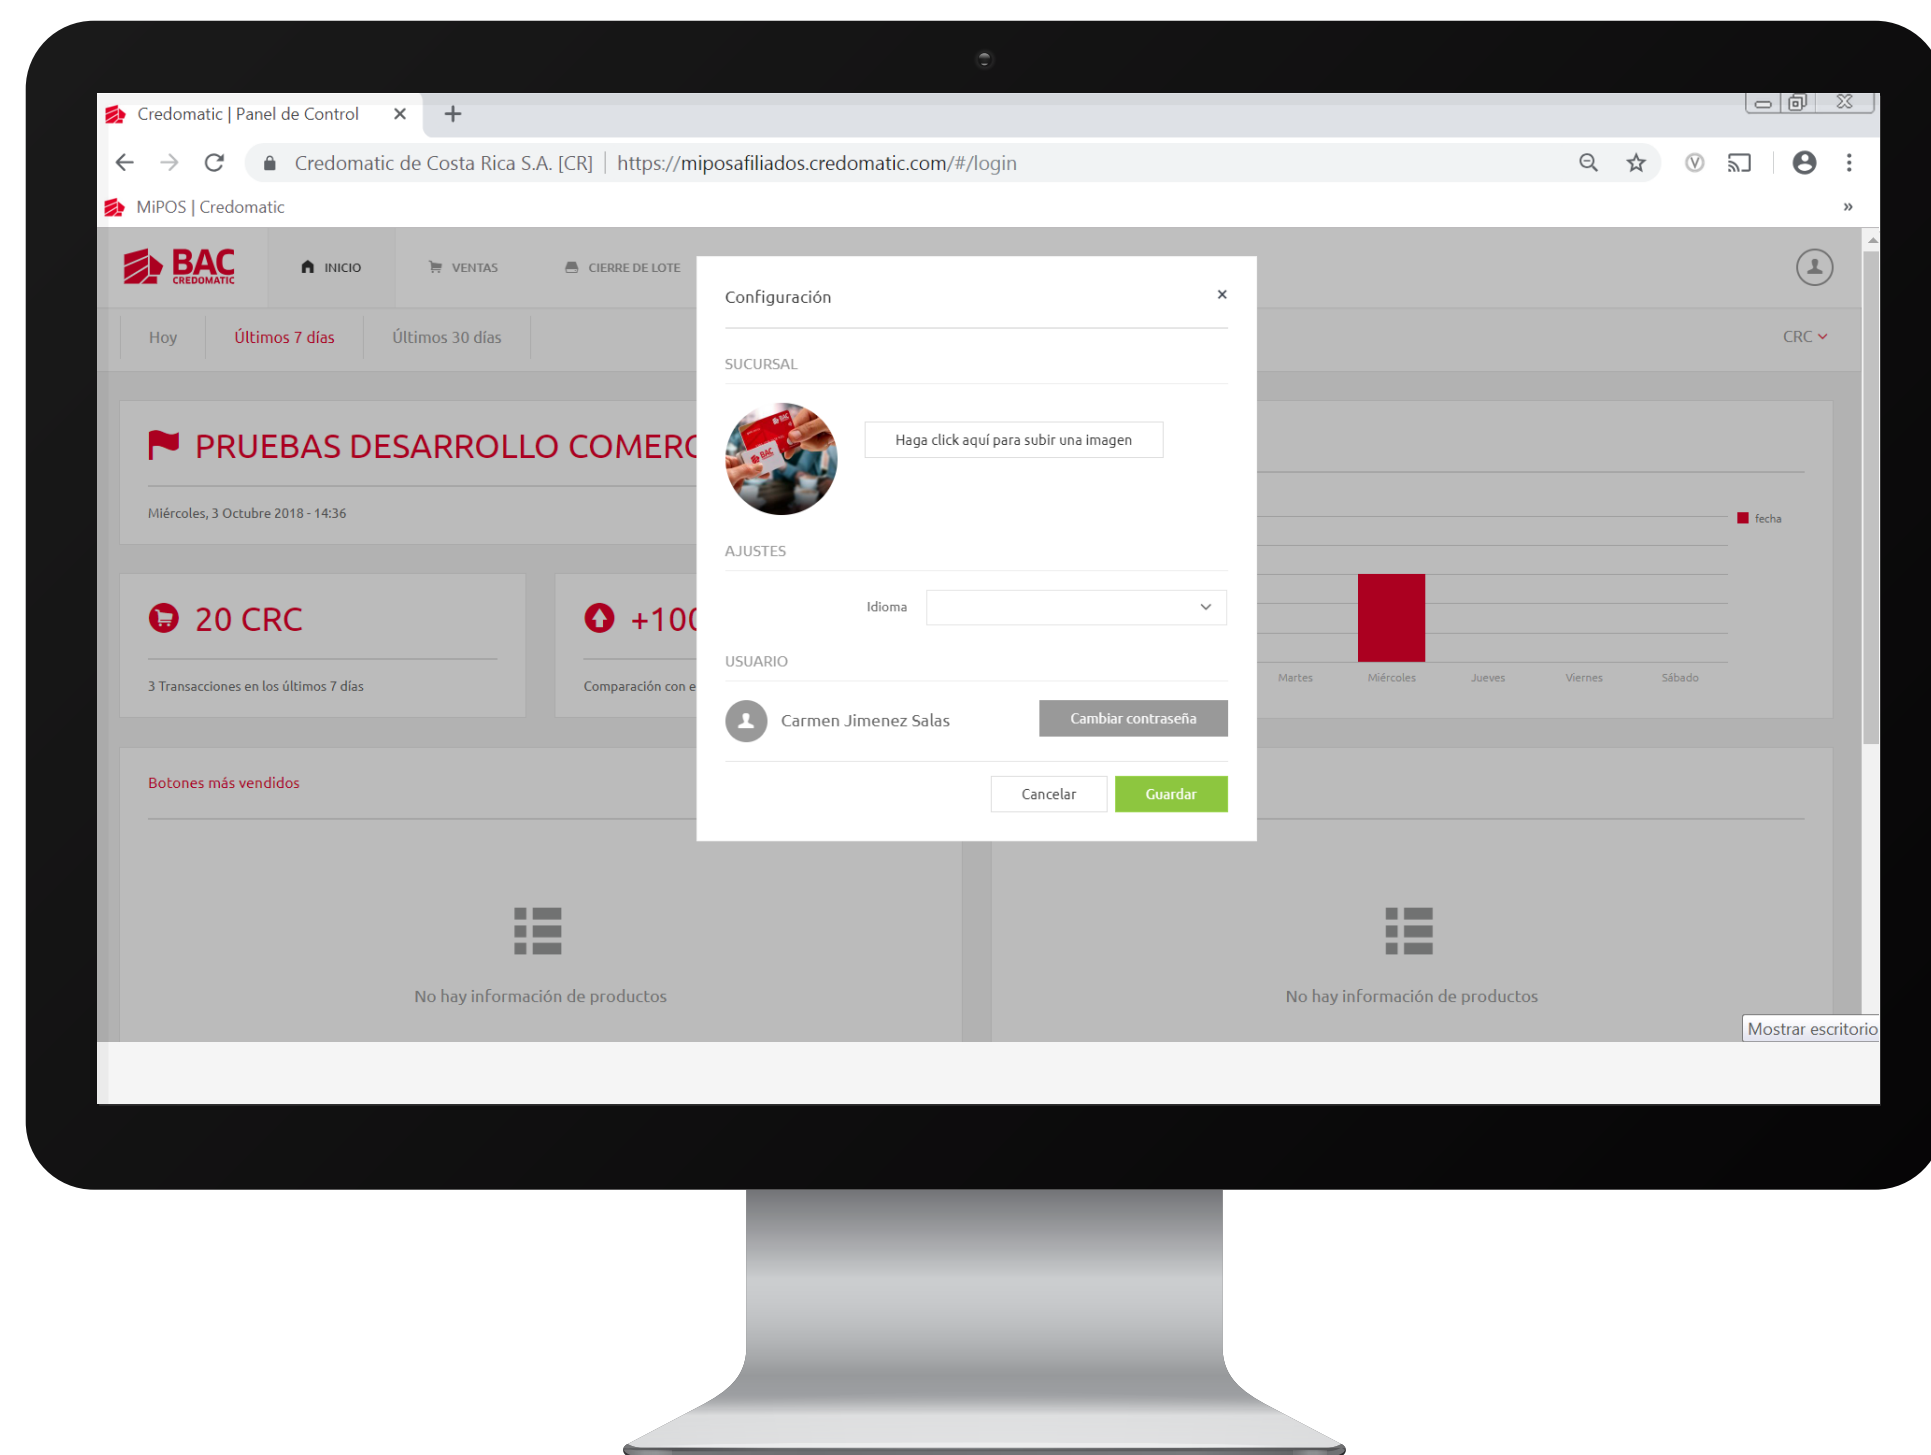 Credomatic | Panel de Control
Credomatic de Costa Rica S.A. [CR] | https://miposafiliados.credomatic.com/#/login
MiPOS | Credomatic
»
BAC
CREDOMATIC
INICIO
VENTAS
CIERRE DE LOTE
Hoy
Últimos 7 días
Últimos 30 días
CRC
PRUEBAS DESARROLLO COMERC
Miércoles, 3 Octubre 2018 - 14:36
20 CRC
3 Transacciones en los últimos 7 días
+100
Comparación con e
fecha
Martes
Miércoles
Jueves
Viernes
Sábado
Configuración
SUCURSAL
BAC
Haga click aquí para subir una imagen
AJUSTES
Idioma
USUARIO
Carmen Jimenez Salas
Cambiar contraseña
Cancelar
Guardar
Botones más vendidos
No hay información de productos
No hay información de productos
Mostrar escritorio